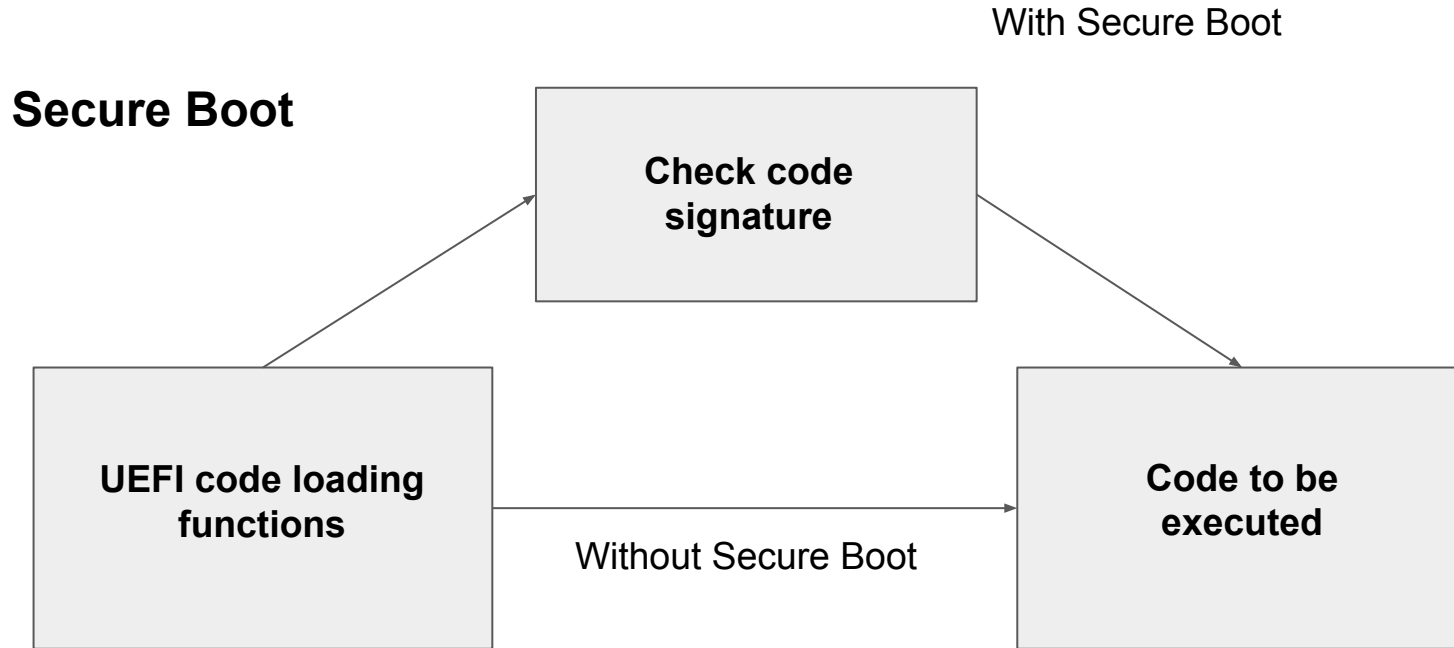 With Secure Boot
Secure Boot
Check code
signature
UEFI code loading
functions
Code to be
executed
Without Secure Boot